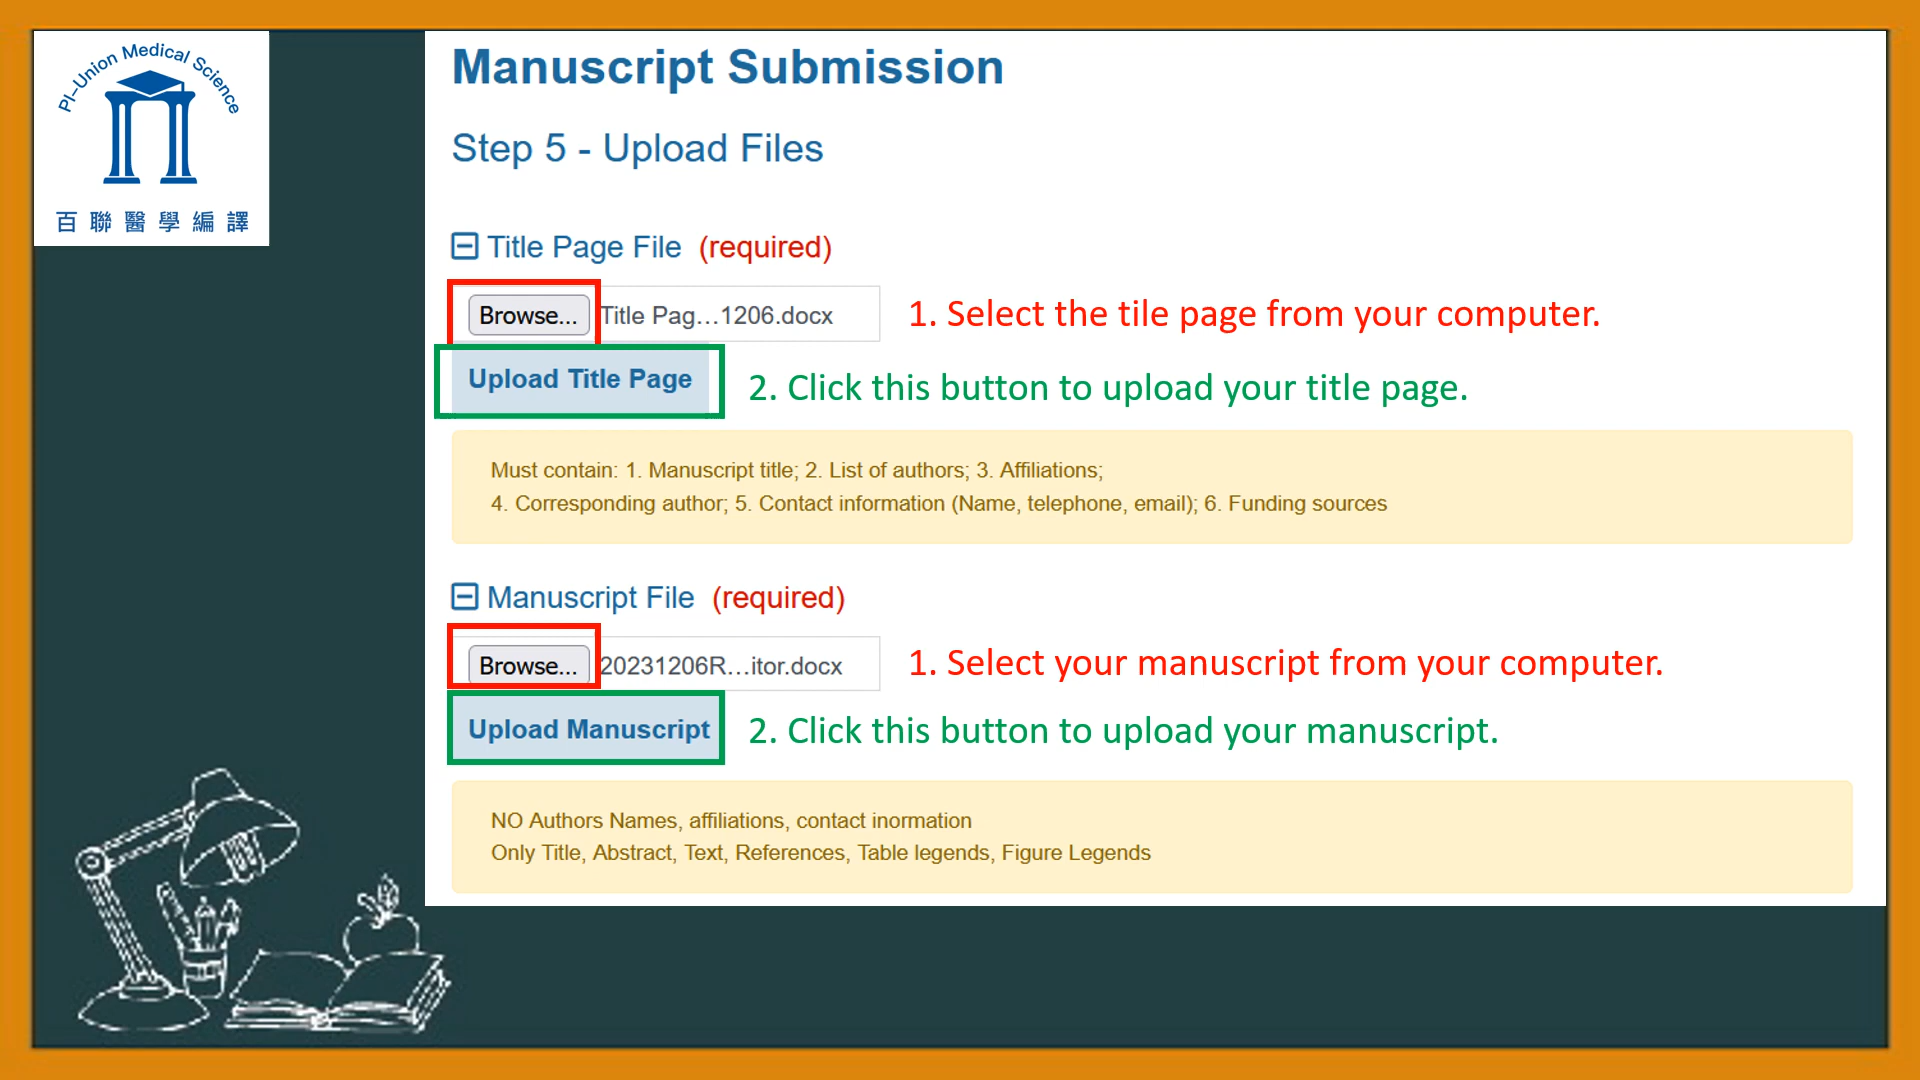 PI-Union Medical Science
百聯醫學編譯
Manuscript Submission
Step 5 - Upload Files
Title Page File (required)
Browse... Title Pag...1206.docx
1. Select the tile page from your computer.
Upload Title Page
2. Click this button to upload your title page.
Must contain: 1. Manuscript title; 2. List of authors; 3. Affiliations;
4. Corresponding author; 5. Contact information (Name, telephone, email); 6. Funding sources
Manuscript File (required)
Browse... 20231206R...itor.docx
1. Select your manuscript from your computer.
Upload Manuscript
2. Click this button to upload your manuscript.
NO Authors Names, affiliations, contact inormation
Only Title, Abstract, Text, References, Table legends, Figure Legends